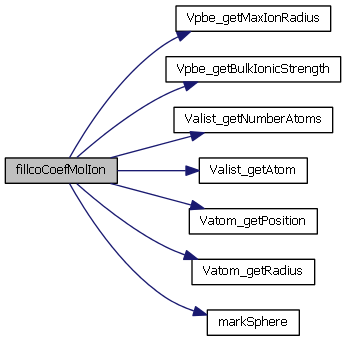 Vpbe_getMaxIonRadius
Vpbe_getBulkIonicStrength
Valist_getNumberAtoms
fillcoCoefMolIon
Valist_getAtom
Vatom_getPosition
Vatom_getRadius
markSphere